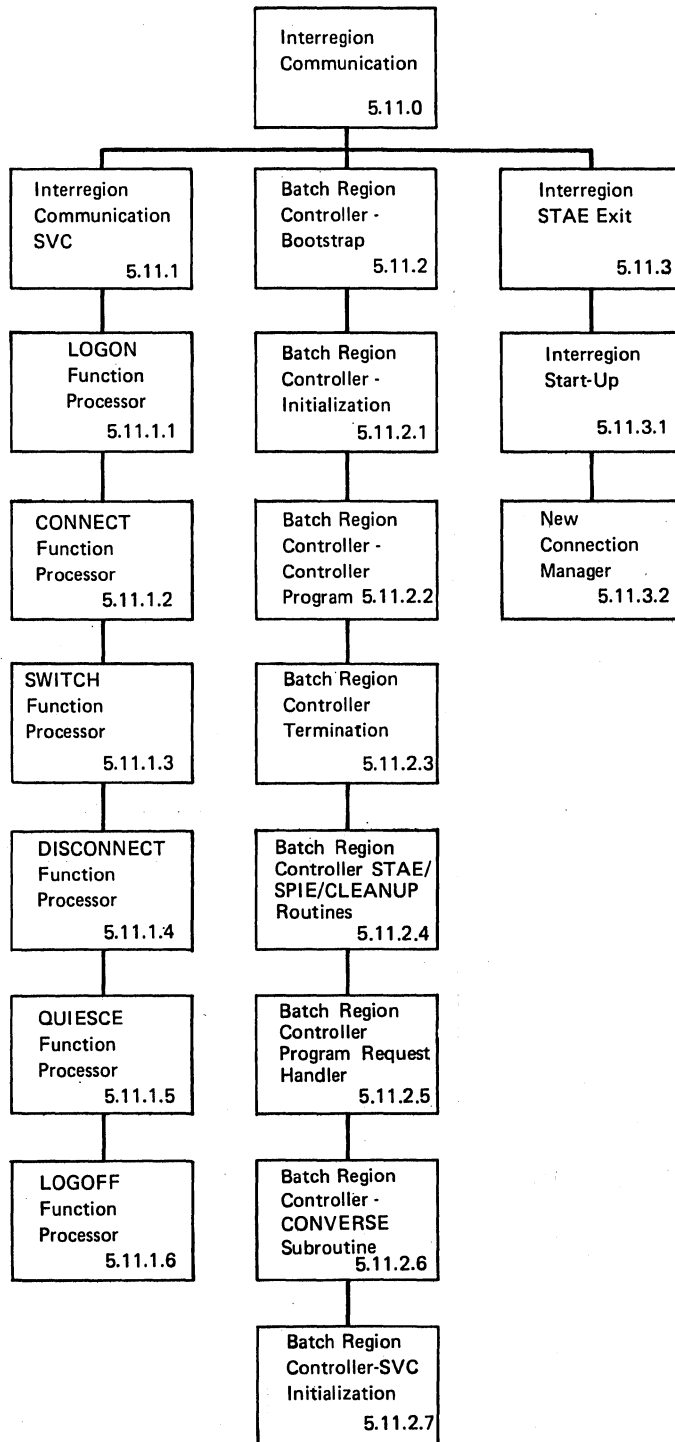 Interregion
Communication
5.11.0
Interregion
Communication
SVC
5.11.1
LOGON
Function
Processor
5.11.1.1
CONNECT
Function
Processor
5.11.1.2
SWITCH
Function
Processor
5.11.1.3
DISCONNECT
Function
Processor
5.11.1.4
QUIESCE
Function
Processor
5.11.1.5
LOGOFF
Function
Processor
5.11.1.6
Batch Region
Controller -
Bootstrap
5.11.2
Batch Region
Controller -
Initialization
5.11.2.1
Batch Region
Controller -
Controller
Program 5.11.2.2
Batch Region
Controller
Termination
5.11.2.3
Batch Region
Controller STAE/
SPIE/CLEANUP
Routines
5.11.2.4
Batch Region
Controller
Program Request
Handler
5.11.2.5
Batch Region
Controller -
CONVERSE
Subroutine
5.11.2.6
Batch Region
Controller-SVC
Initialization
5.11.2.7
Interregion
STAE Exit
5.11.3
Interregion
Start-Up
5.11.3.1
New
Connection
Manager
5.11.3.2